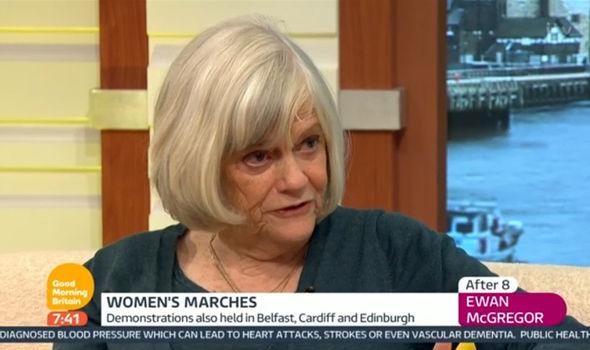 Good
Morning
Britain
7:41
WOMEN'S MARCHES
Demonstrations also held in Belfast, Cardiff and Edinburgh
After 8
EWAN
McGREGOR
DIAGNOSED BLOOD PRESSURE WHICH CAN LEAD TO HEART ATTACKS, STROKES OR EVEN VASCULAR DEMENTIA. PUBLIC HEALTH